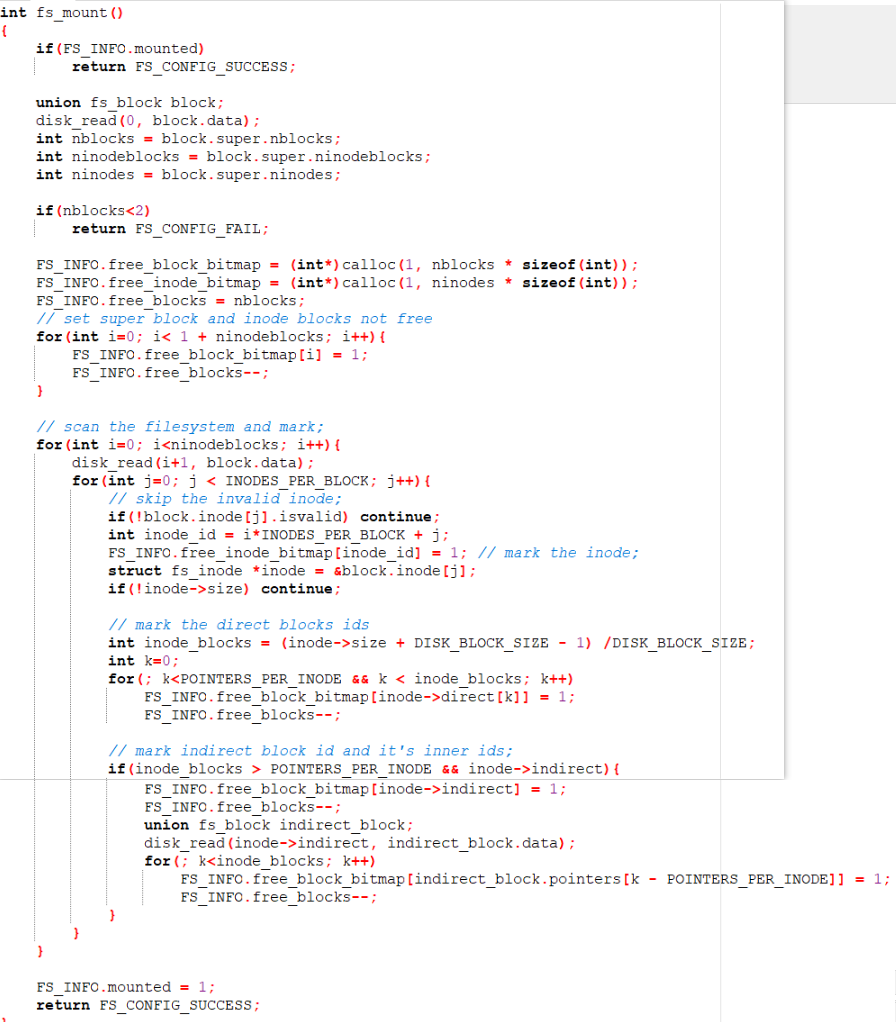 int fs_mount()
{
    if(FS_INFO.mounted)
        return FS_CONFIG_SUCCESS;

    union fs_block block;
    disk_read(0, block.data);
    int nblocks = block.super.nblocks;
    int ninodeblocks = block.super.ninodeblocks;
    int ninodes = block.super.ninodes;

    if(nblocks<2)
        return FS_CONFIG_FAIL;

    FS_INFO.free_block_bitmap = (int*)calloc(1, nblocks * sizeof(int));
    FS_INFO.free_inode_bitmap = (int*)calloc(1, ninodes * sizeof(int));
    FS_INFO.free_blocks = nblocks;
    // set super block and inode blocks not free
    for(int i=0; i< 1 + ninodeblocks; i++){
        FS_INFO.free_block_bitmap[i] = 1;
        FS_INFO.free_blocks--;
    }

    // scan the filesystem and mark;
    for(int i=0; i<ninodeblocks; i++){
        disk_read(i+1, block.data);
        for(int j=0; j < INODES_PER_BLOCK; j++){
            // skip the invalid inode;
            if(!block.inode[j].isvalid) continue;
            int inode_id = i*INODES_PER_BLOCK + j;
            FS_INFO.free_inode_bitmap[inode_id] = 1; // mark the inode;
            struct fs_inode *inode = &block.inode[j];
            if(!inode->size) continue;

            // mark the direct blocks ids
            int inode_blocks = (inode->size + DISK_BLOCK_SIZE - 1) /DISK_BLOCK_SIZE;
            int k=0;
            for(; k<POINTERS_PER_INODE && k < inode_blocks; k++)
                FS_INFO.free_block_bitmap[inode->direct[k]] = 1;
                FS_INFO.free_blocks--;

            // mark indirect block id and it's inner ids;
            if(inode_blocks > POINTERS_PER_INODE && inode->indirect){
                FS_INFO.free_block_bitmap[inode->indirect] = 1;
                FS_INFO.free_blocks--;
                union fs_block indirect_block;
                disk_read(inode->indirect, indirect_block.data);
                for(; k<inode_blocks; k++)
                    FS_INFO.free_block_bitmap[indirect_block.pointers[k - POINTERS_PER_INODE]] = 1;
                    FS_INFO.free_blocks--;
            }
        }
    }

    FS_INFO.mounted = 1;
    return FS_CONFIG_SUCCESS;